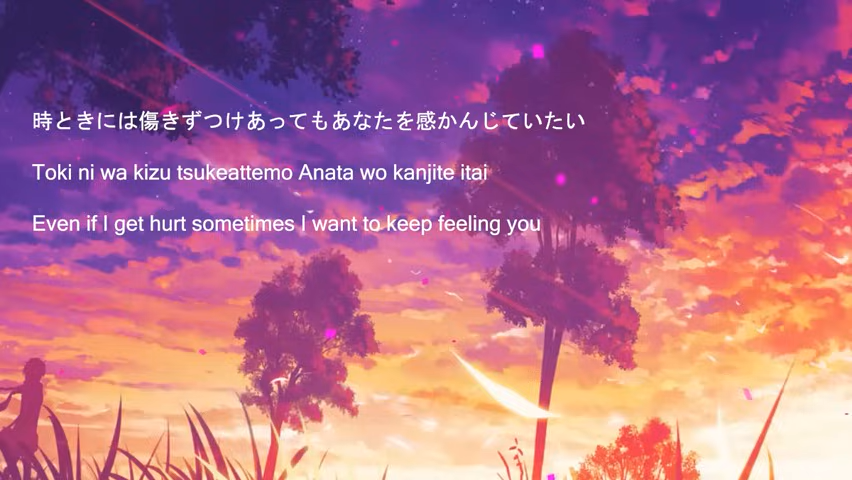 時ときには傷きずつけあってもあなたを感かんじていたい
Toki ni wa kizu tsukeattemo Anata wo kanjite itai
Even if I get hurt sometimes I want to keep feeling you